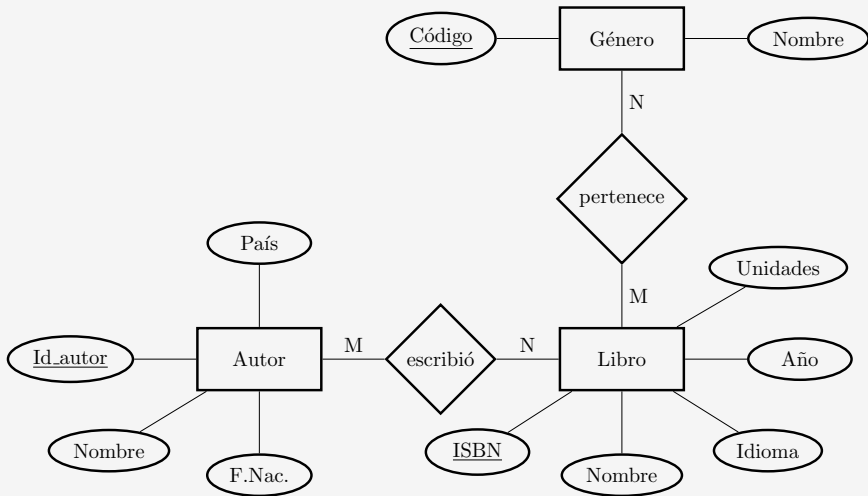 Código
Género
Nombre
N
pertenece
País
M
Unidades
Id_autor
Autor
M
escribió
N
Libro
Año
Nombre
F.Nac.
ISBN
Nombre
Idioma